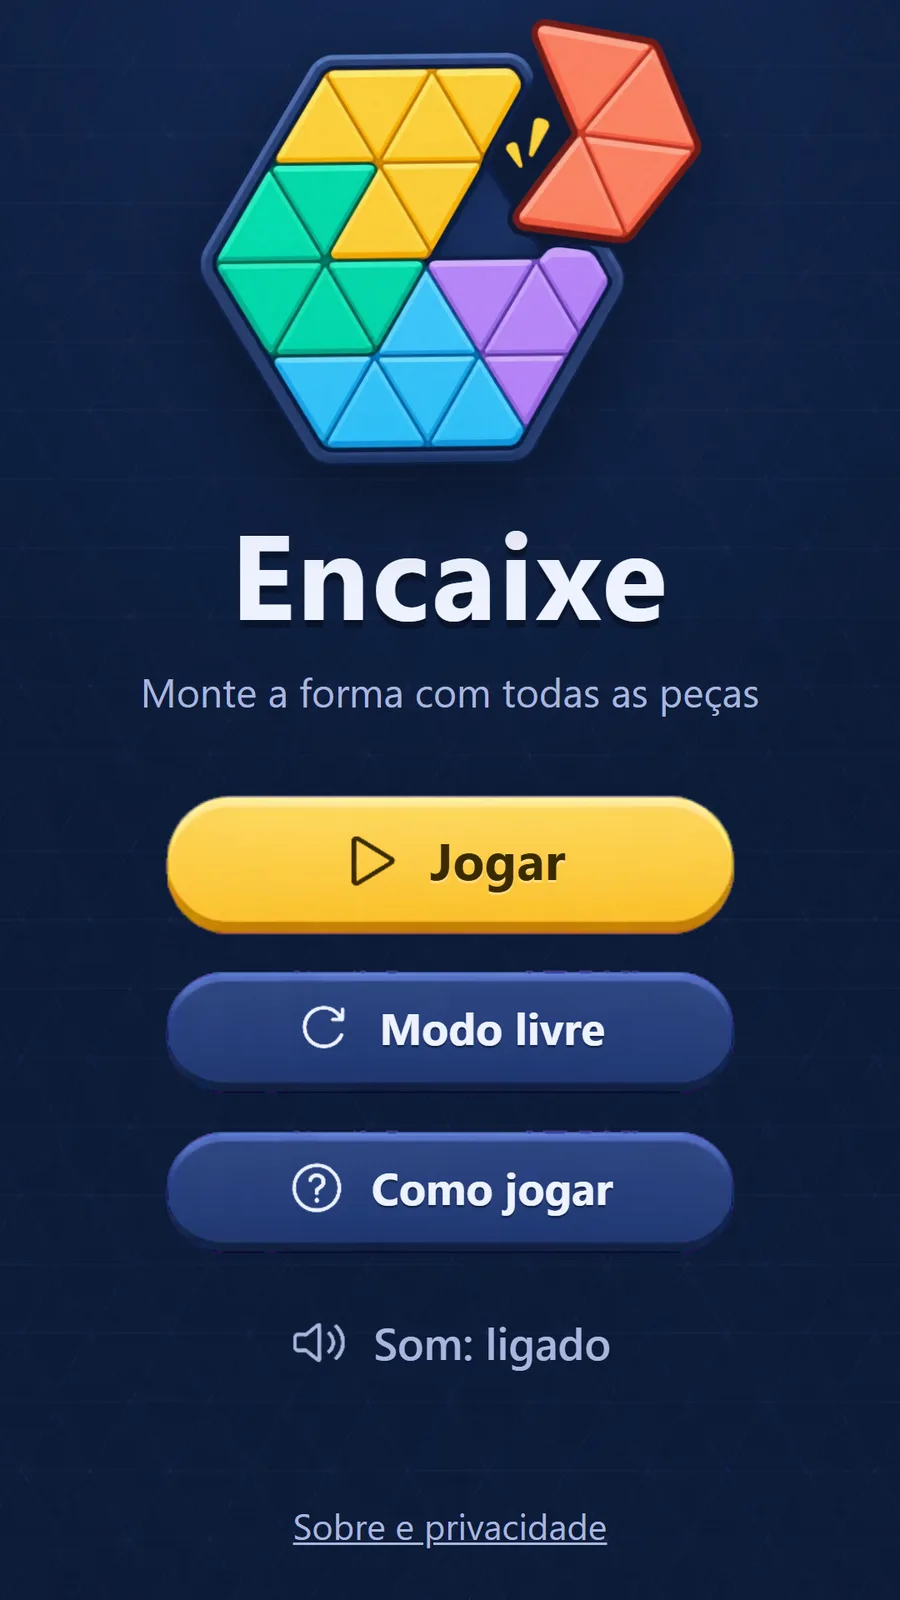 Encaixe
Monte a forma com todas as peças
Jogar
Modo livre
Como jogar
Som: ligado
Sobre e privacidade